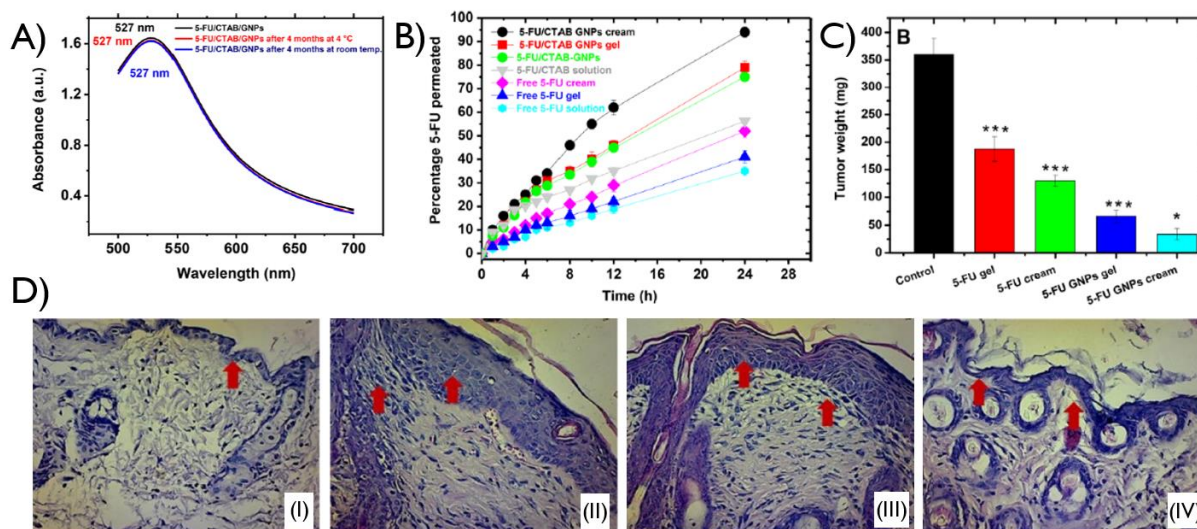 A)
527 nm
527 nm
527 nm
5-FU/CTAB/GNPs
5-FU/CTAB/GNPs after 4 months at 4 °C
5-FU/CTAB/GNPs after 4 months at room temp.
Absorbance (a.u.)
1.6
1.2
0.8
0.4
500 550 600 650 700
Wavelength (nm)
B)
Percentage 5-FU permeated
100
90
80
70
60
50
40
30
20
10
0
5-FU/CTAB GNPs cream
5-FU/CTAB GNPs gel
5-FU/CTAB-GNPs
5-FU/CTAB solution
Free 5-FU cream
Free 5-FU gel
Free 5-FU solution
0 4 8 12 16 20 24 28
Time (h)
C)
B
Tumor weight (mg)
350
300
250
200
150
100
50
0
***
***
***
*
Control
5-FU gel
5-FU cream
5-FU GNPs gel
5-FU GNPs cream
D)
(I)
(II)
(III)
(IV)